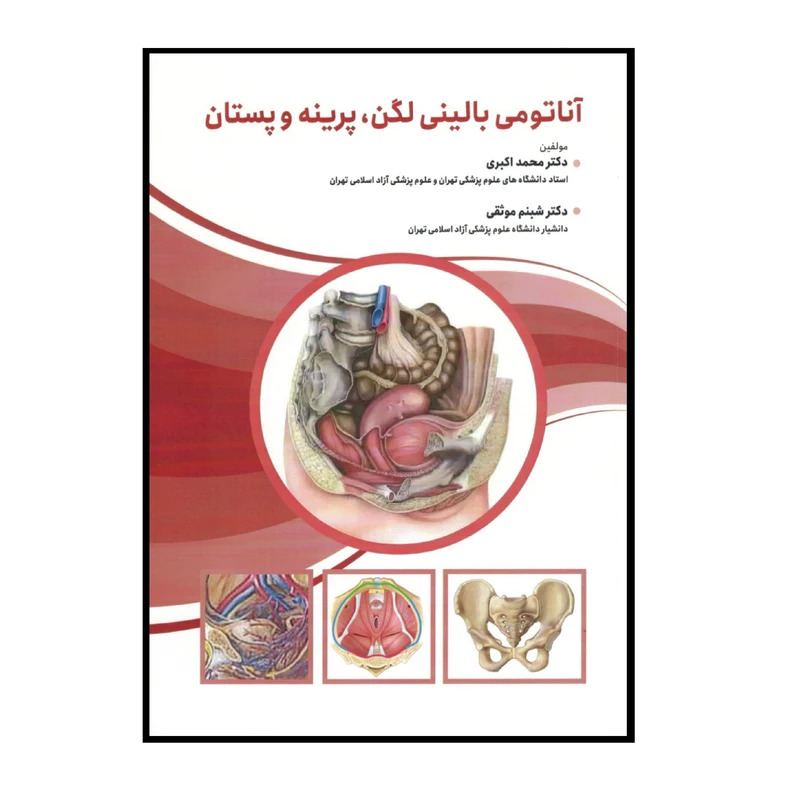 آناتومی بالینی لگن، پرینه و پستان
مولفین
دکتر محمد اکبری
استاد دانشگاه های علوم پزشکی تهران و علوم پزشکی آزاد اسلامی تهران
دکتر شبنم موثقی
دانشیار دانشگاه علوم پزشکی آزاد اسلامی تهران